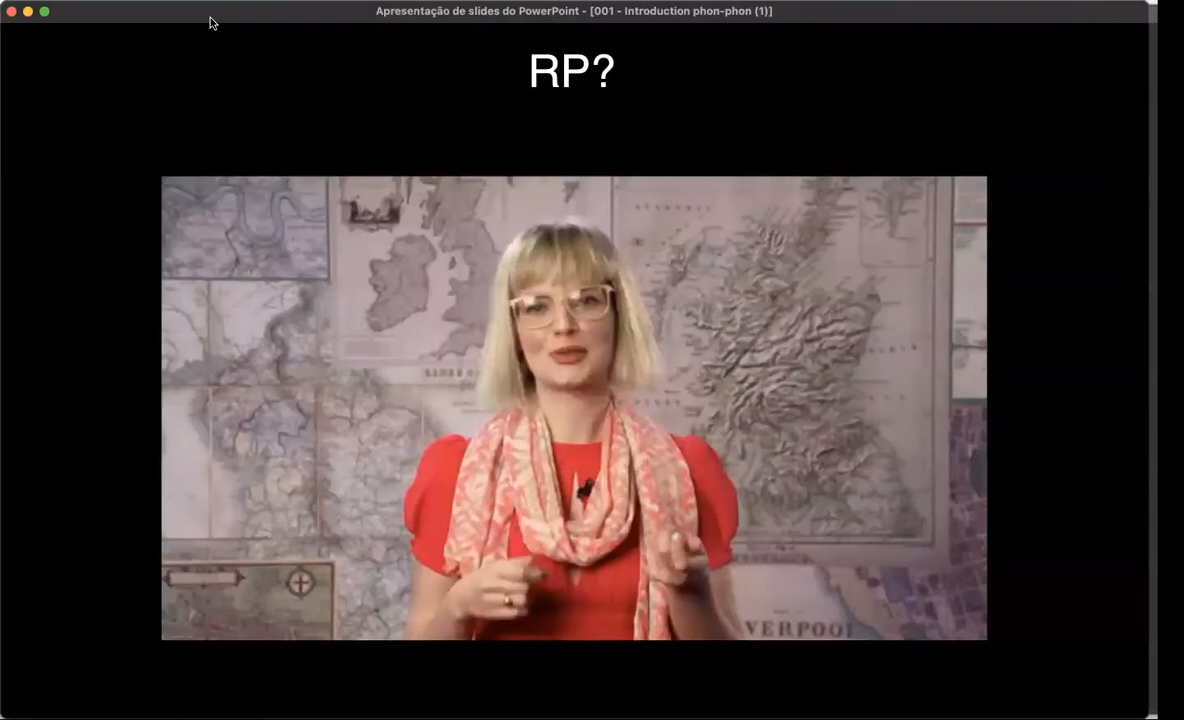 Apresentação de slides do PowerPoint - [001 - Introduction phon-phon (1)]
RP?
VERPOOL